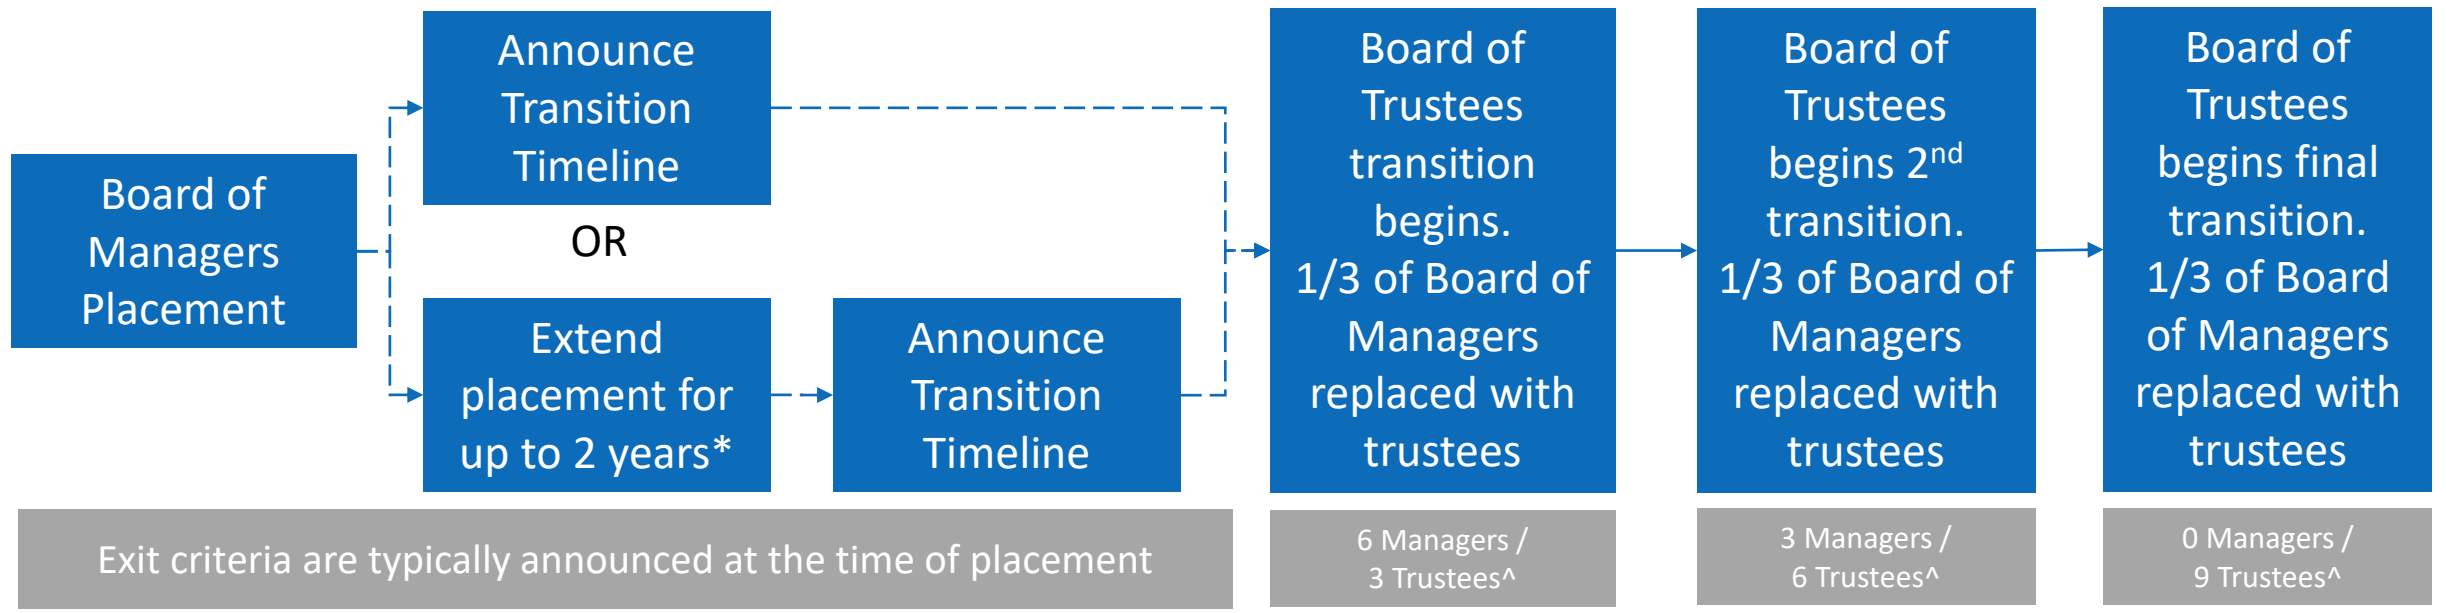 Board of
Managers
Placement
Announce
Transition
Timeline
OR
Extend
placement for
up to 2 years*
Announce
Transition
Timeline
Board of
Trustees
transition
begins.
1/3 of Board of
Managers
replaced with
trustees
Board of
Trustees
begins 2nd
transition.
1/3 of Board of
Managers
replaced with
trustees
Board of
Trustees
begins final
transition.
1/3 of Board
of Managers
replaced with
trustees
Exit criteria are typically announced at the time of placement
6 Managers /
3 Trustees^
3 Managers /
6 Trustees^
0 Managers /
9 Trustees^